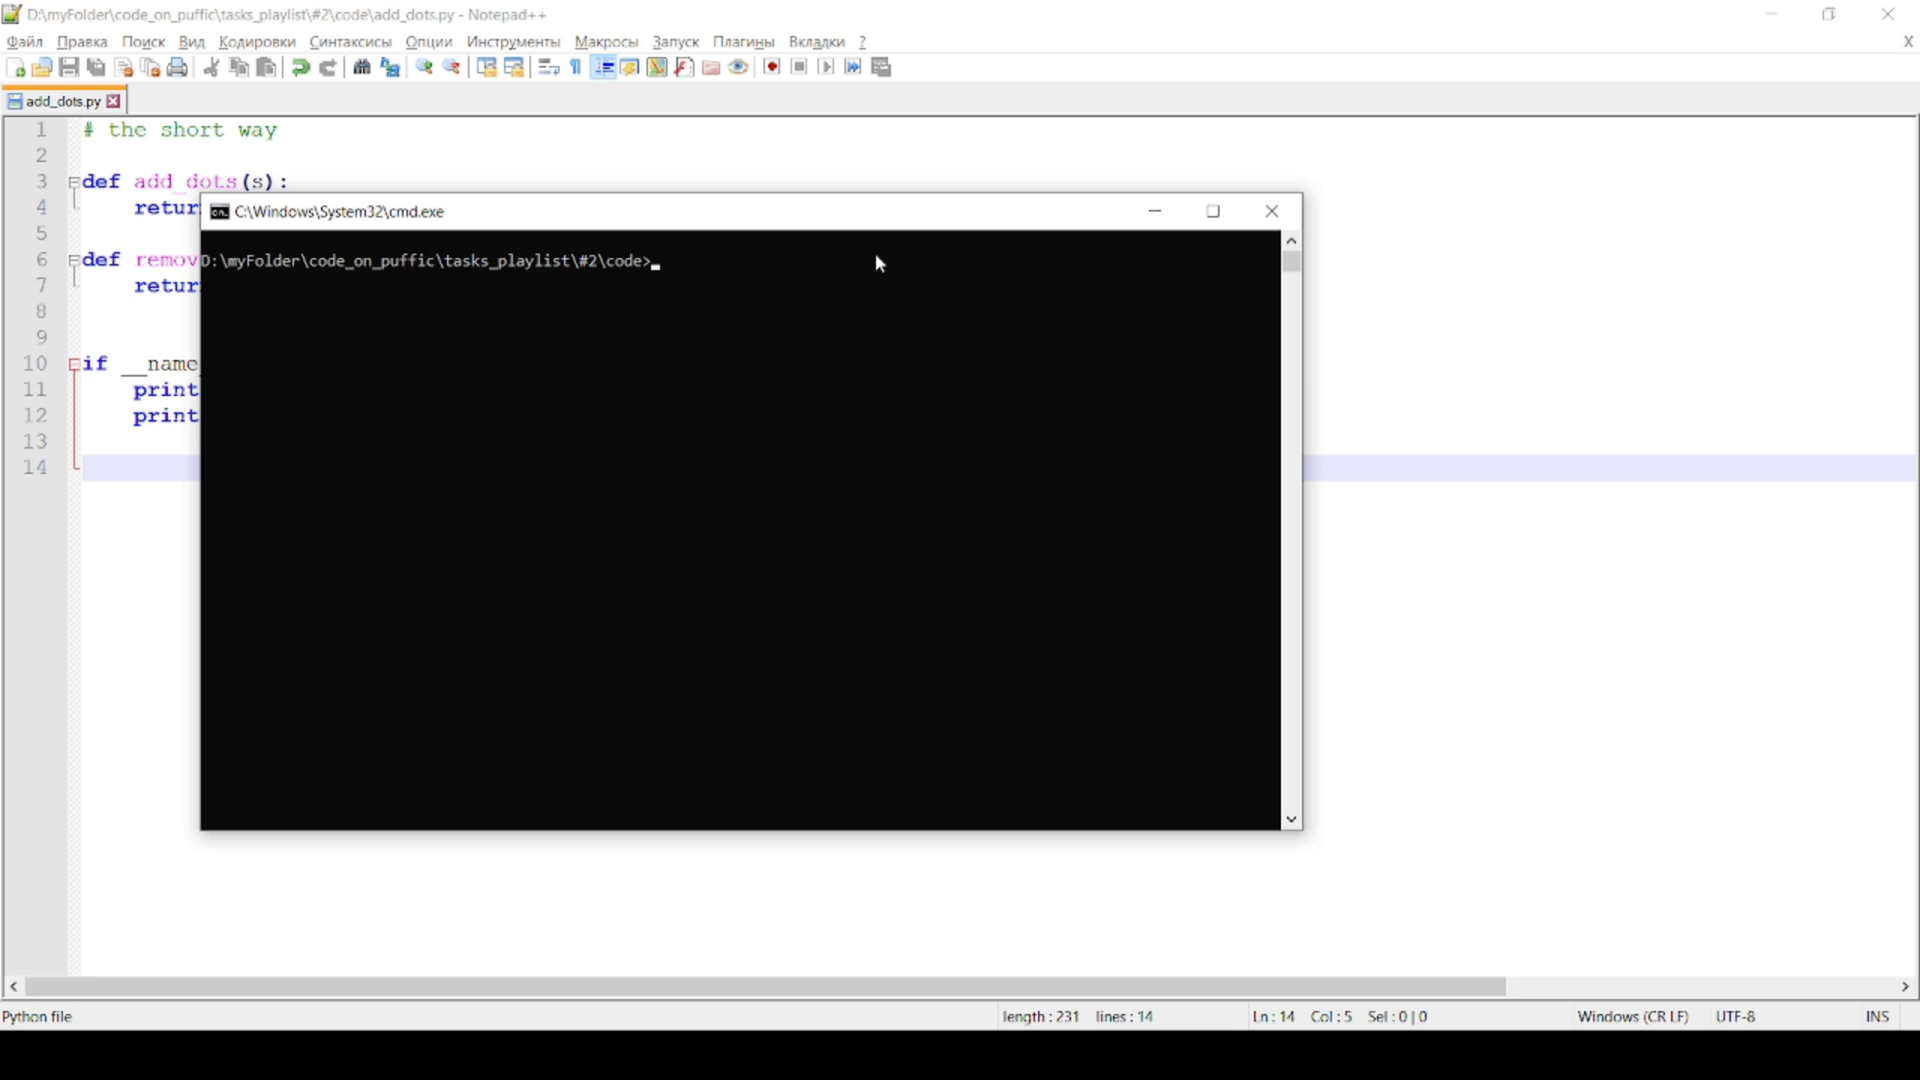 D:\myFolder\code_on_puffic\tasks_playlist\#2\code\add_dots.py - Notepad++
Файл Правка Поиск Вид Кодировки Синтаксисы Опции Инструменты Макросы Запуск Плагины Вкладки ? X
add_dots.py
1 # the short way
2
3 def add_dots(s):
4 retur
5
6 def remov
7 retur
8
9
10 if __name_
11 print
12 print
13
14
C:\Windows\System32\cmd.exe
D:\myFolder\code_on_puffic\tasks_playlist\#2\code>
Python file length : 231 lines : 14 Ln : 14 Col : 5 Sel : 0 | 0 Windows (CR LF) UTF-8 INS